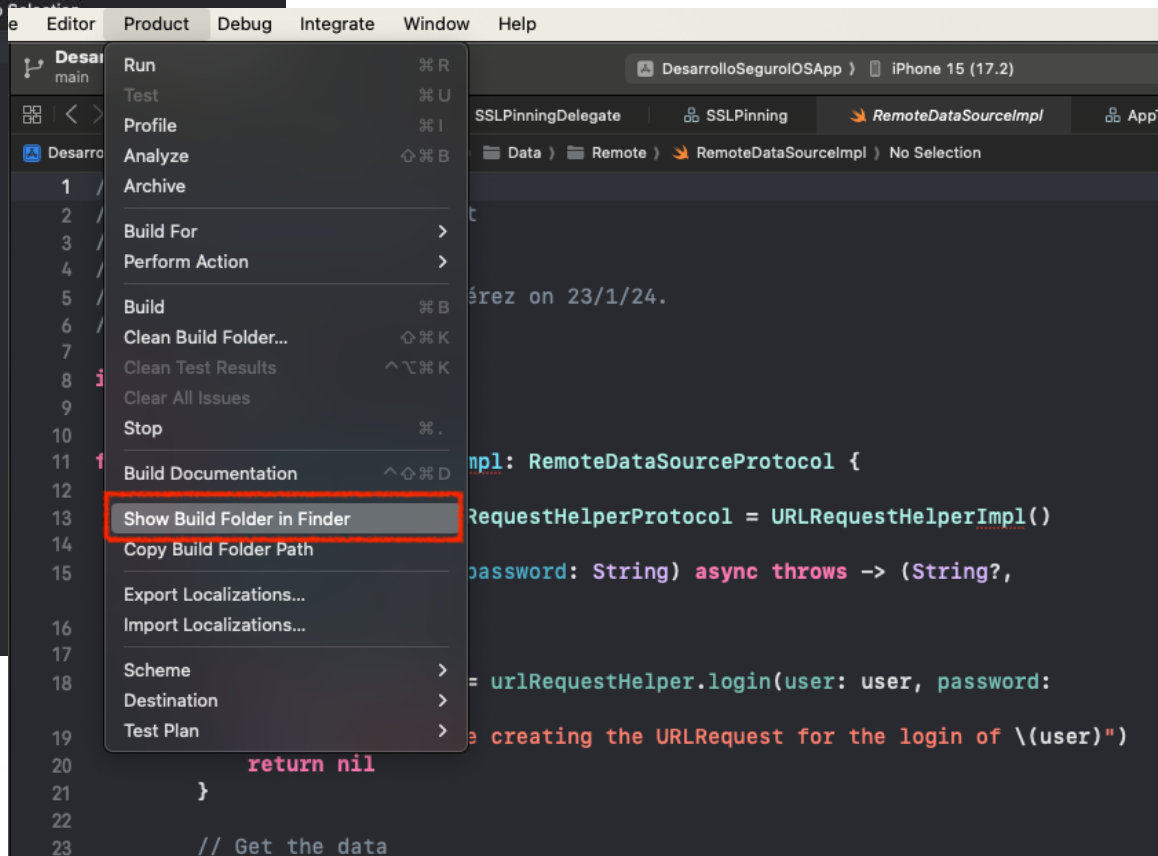 e Editor Product Debug Integrate Window Help
Desar
main
DesarrolloSeguroIOSApp ⟩ iPhone 15 (17.2)
SSLPinningDelegate SSLPinning RemoteDataSourceImpl App
Desarro Data ⟩ Remote ⟩ RemoteDataSourceImpl ⟩ No Selection
Run ⌘ R
Test ⌘ U
Profile ⌘ I
Analyze ⇧ ⌘ B
Archive
Build For >
Perform Action >
Build ⌘ B
Clean Build Folder... ⇧ ⌘ K
Clean Test Results ^ ⌥ ⌘ K
Clear All Issues
Stop ⌘ .
Build Documentation ^ ⇧ ⌘ D
Show Build Folder in Finder
Copy Build Folder Path
Export Localizations...
Import Localizations...
Scheme >
Destination >
Test Plan >
1 /
2 / t
3 /
4 /
5 / érez on 23/1/24.
6 /
7
8 i
9
10
11 f mpl: RemoteDataSourceProtocol {
12
13 RequestHelperProtocol = URLRequestHelperImpl()
14
15 password: String) async throws -> (String?,
16
17
18 = urlRequestHelper.login(user: user, password:
19 e creating the URLRequest for the login of \(user)")
20 return nil
21 }
22
23 // Get the data